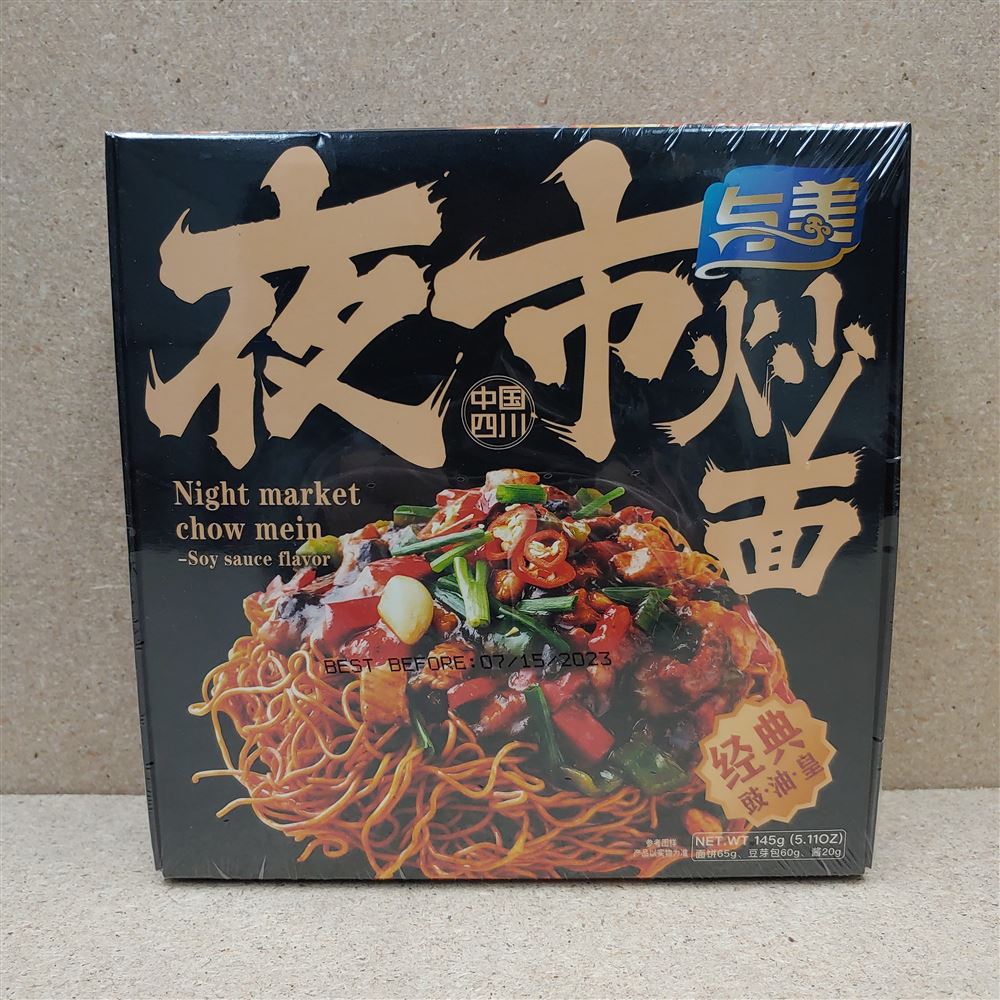 夜市炒面
与美
中国
四川
Night market
chow mein
-Soy sauce flavor
BEST BEFORE:07/15/2023
经典
豉·油·皇
参考图样
产品以实物为准
NET.WT 145g (5.11OZ)
面饼65g、豆芽包60g、酱20g